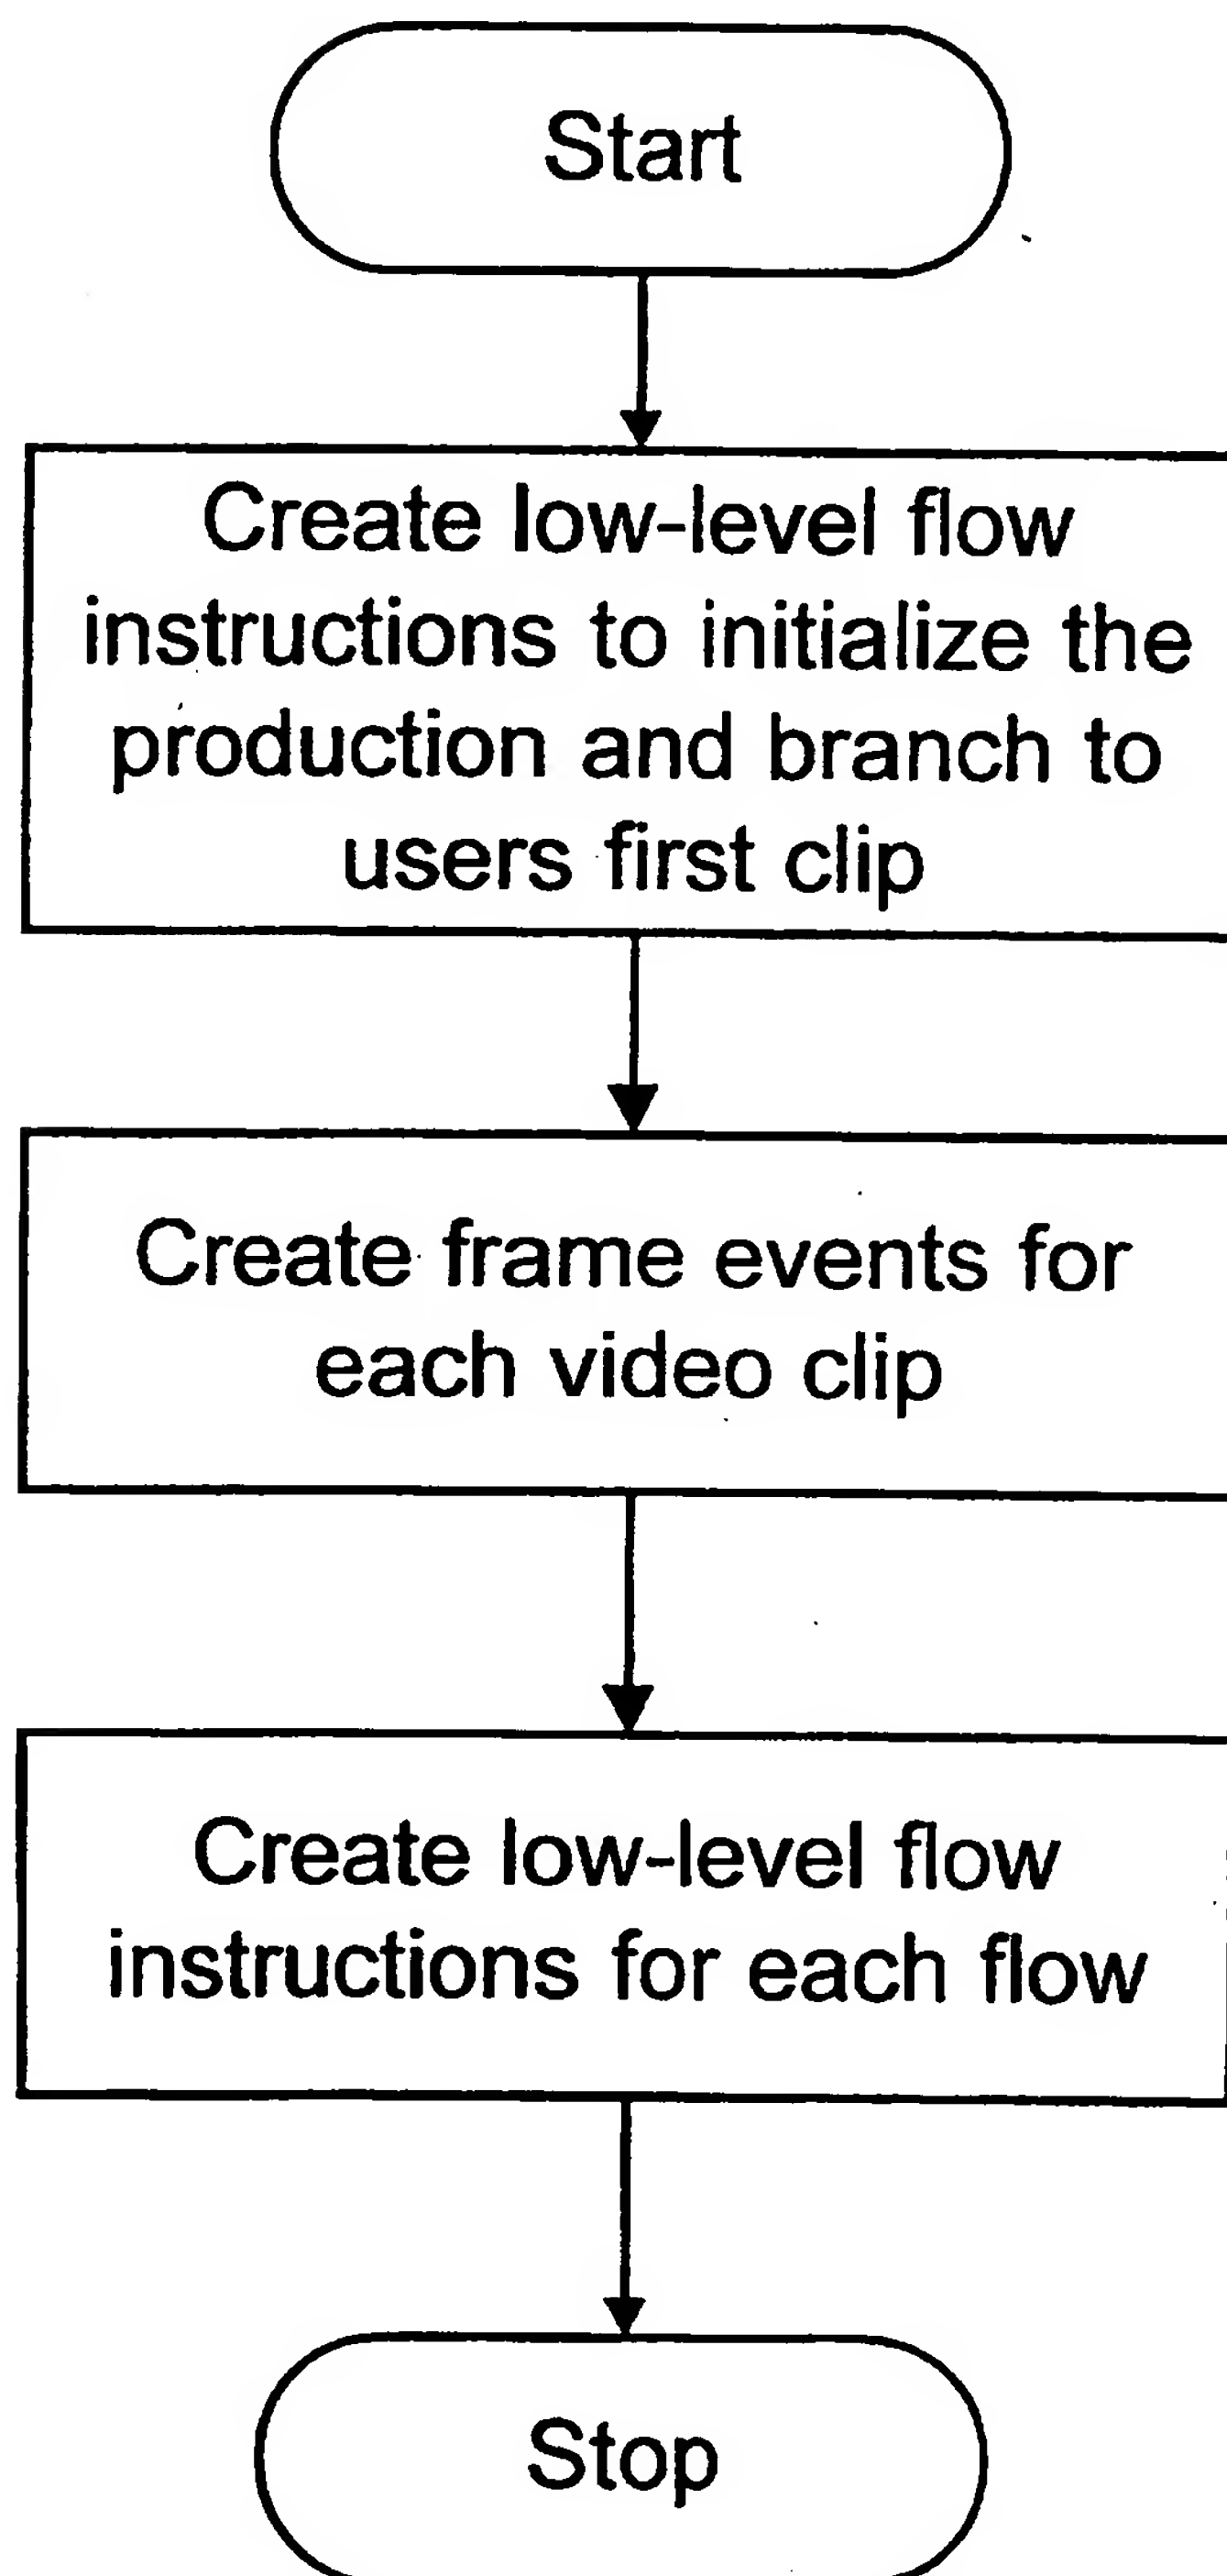 Start
Create low-level flow
instructions to initialize the
production and branch to
users first clip
Create frame events for
each video clip
Create low-level flow
instructions for each flow
Stop